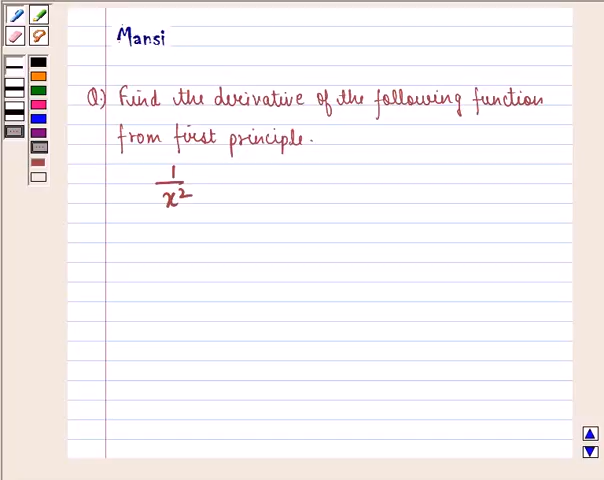 Mansi
Q.) Find the derivative of the following function
from first principle.
1
x²